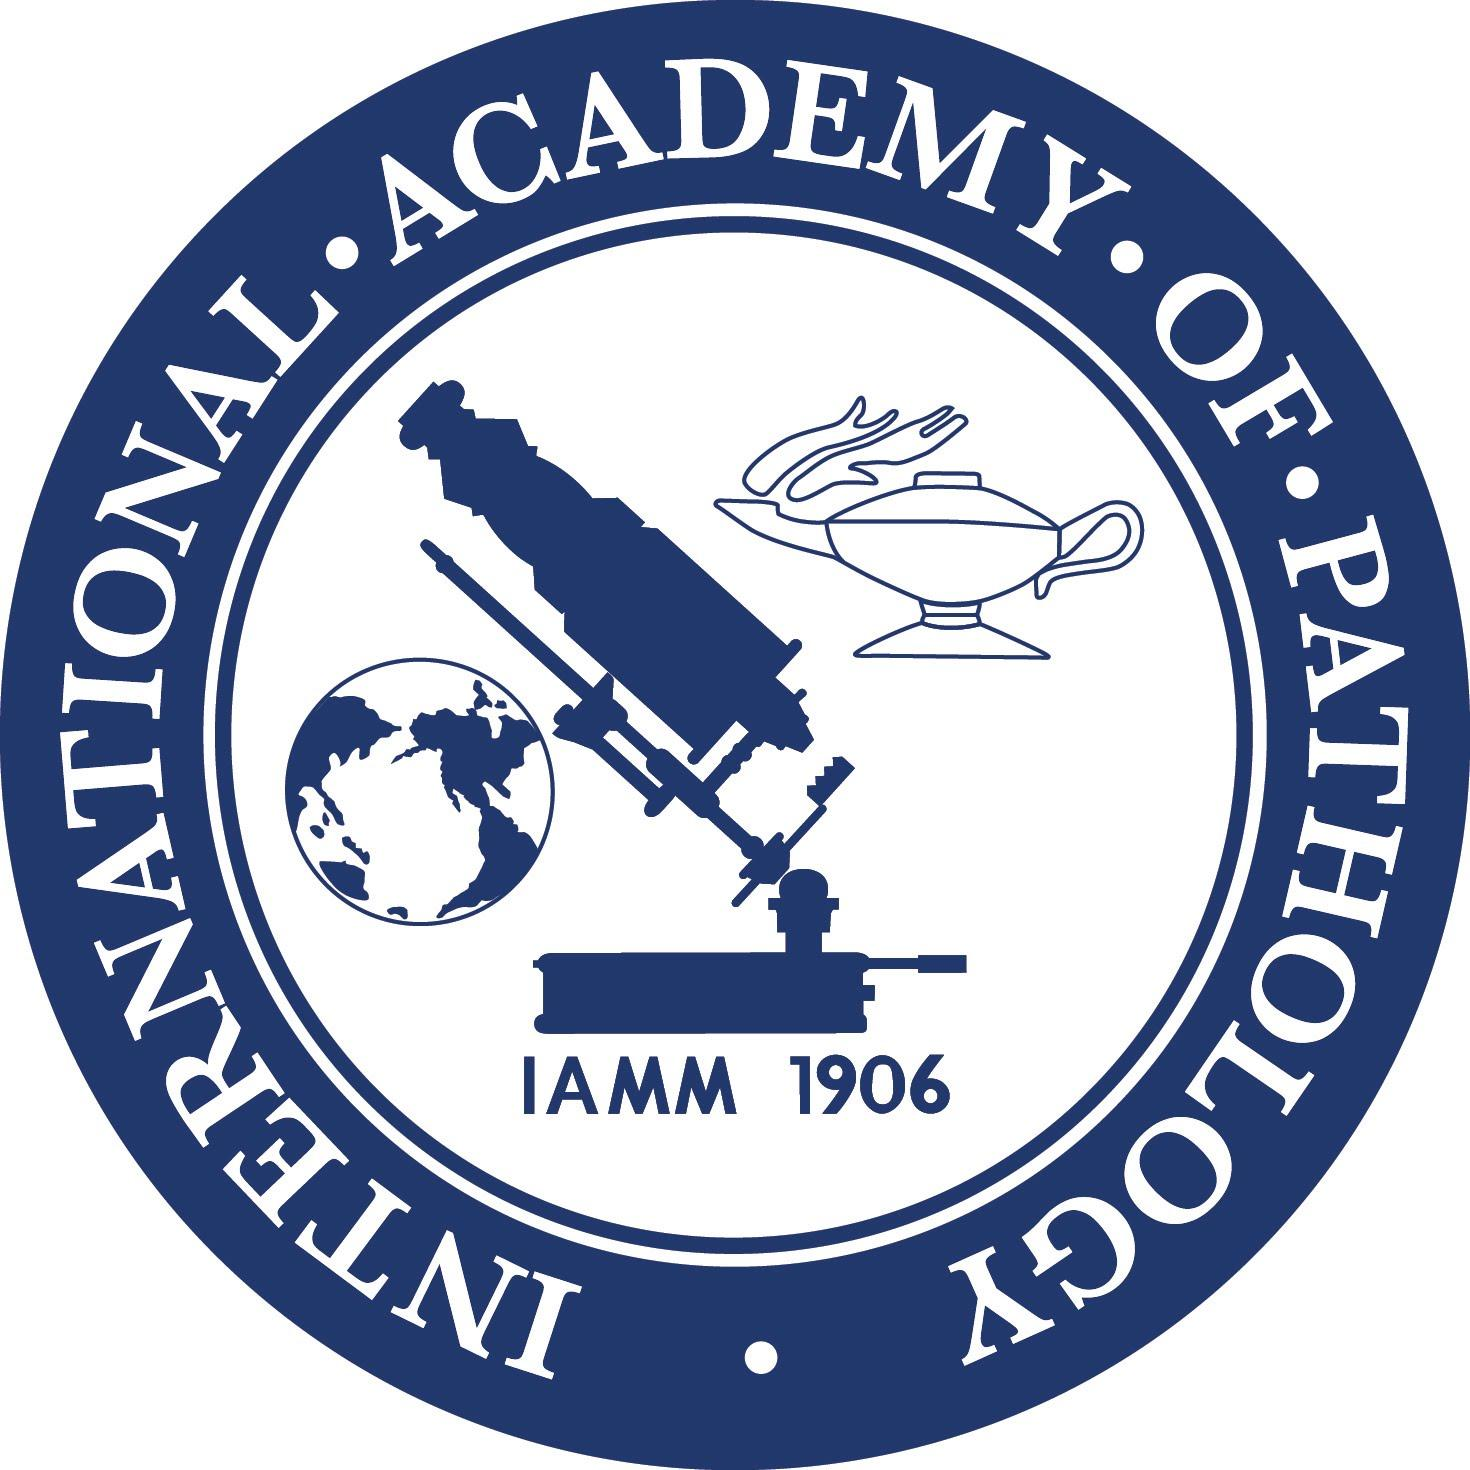 INTERNATIONAL • ACADEMY • OF • PATHOLOGY •
IAMM 1906